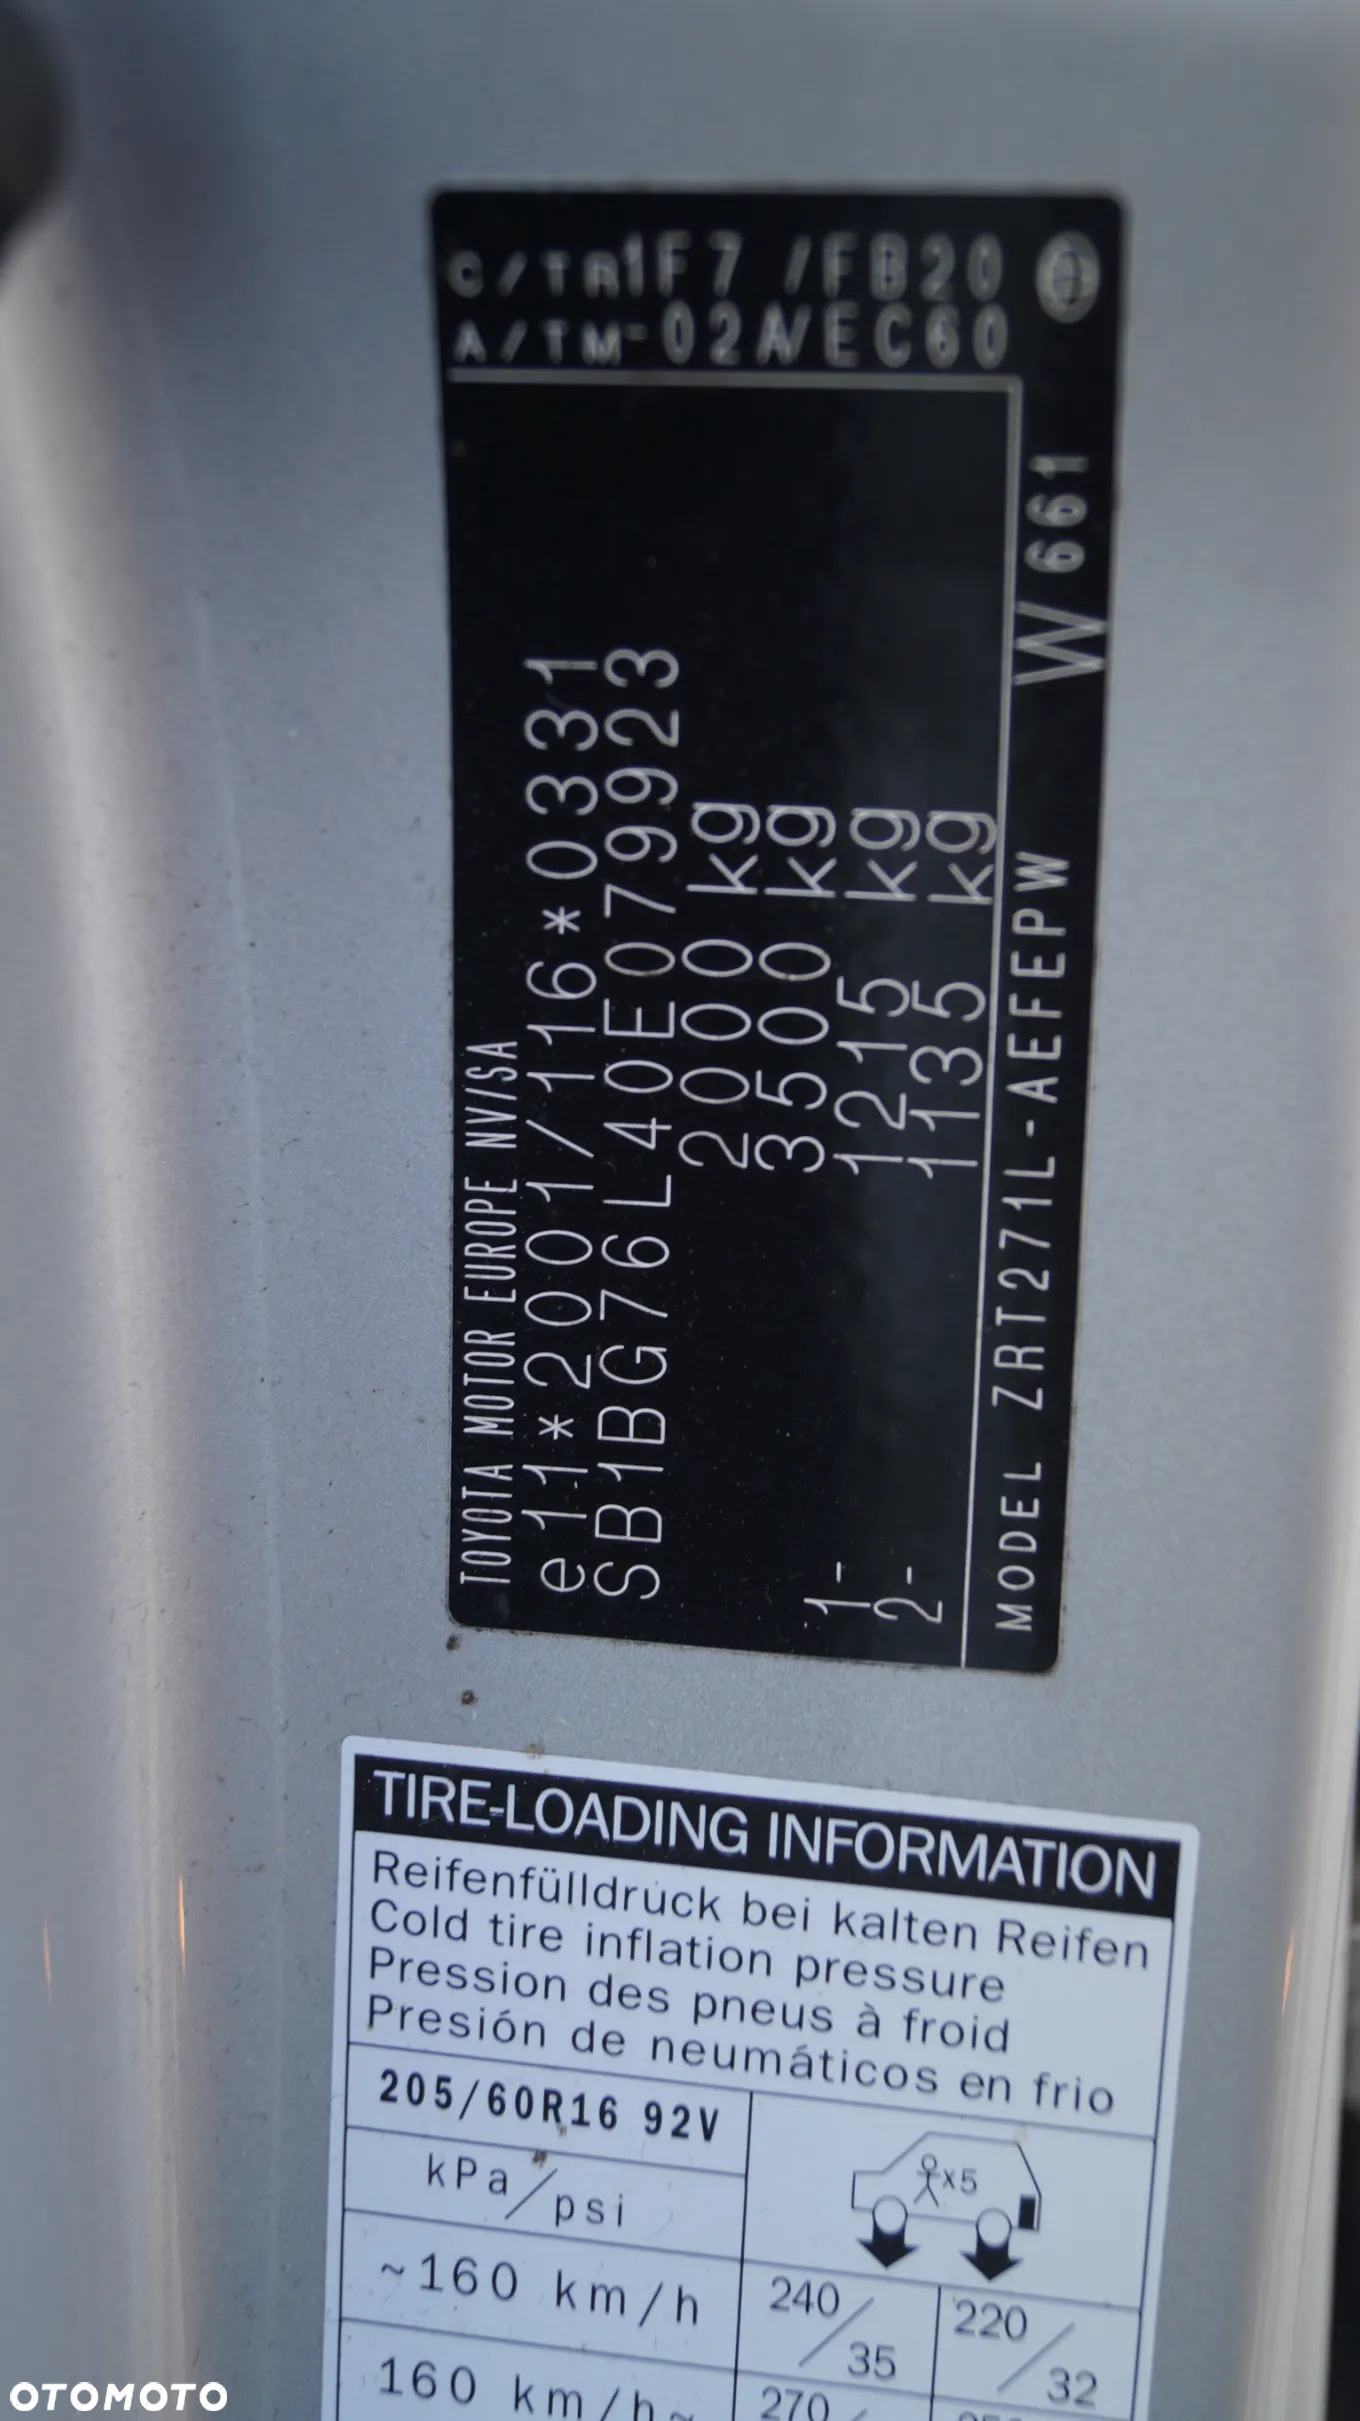 C/TR 1F7 /FB20
A/TM -02A/EC60
TOYOTA MOTOR EUROPE NV/SA
e11*2001/116*0331
SB1BG76L40E079923
2000 kg
3500 kg
1- 1215 kg
2- 1135 kg
MODEL ZRT271L-AEFEPW W 661
TIRE-LOADING INFORMATION
Reifenfülldruck bei kalten Reifen
Cold tire inflation pressure
Pression des pneus à froid
Presión de neumáticos en frio
205/60R16 92V
x5
kPa/psi
~160 km/h 240/35 220/32
160 km/h~ 270/
OTOMOTO